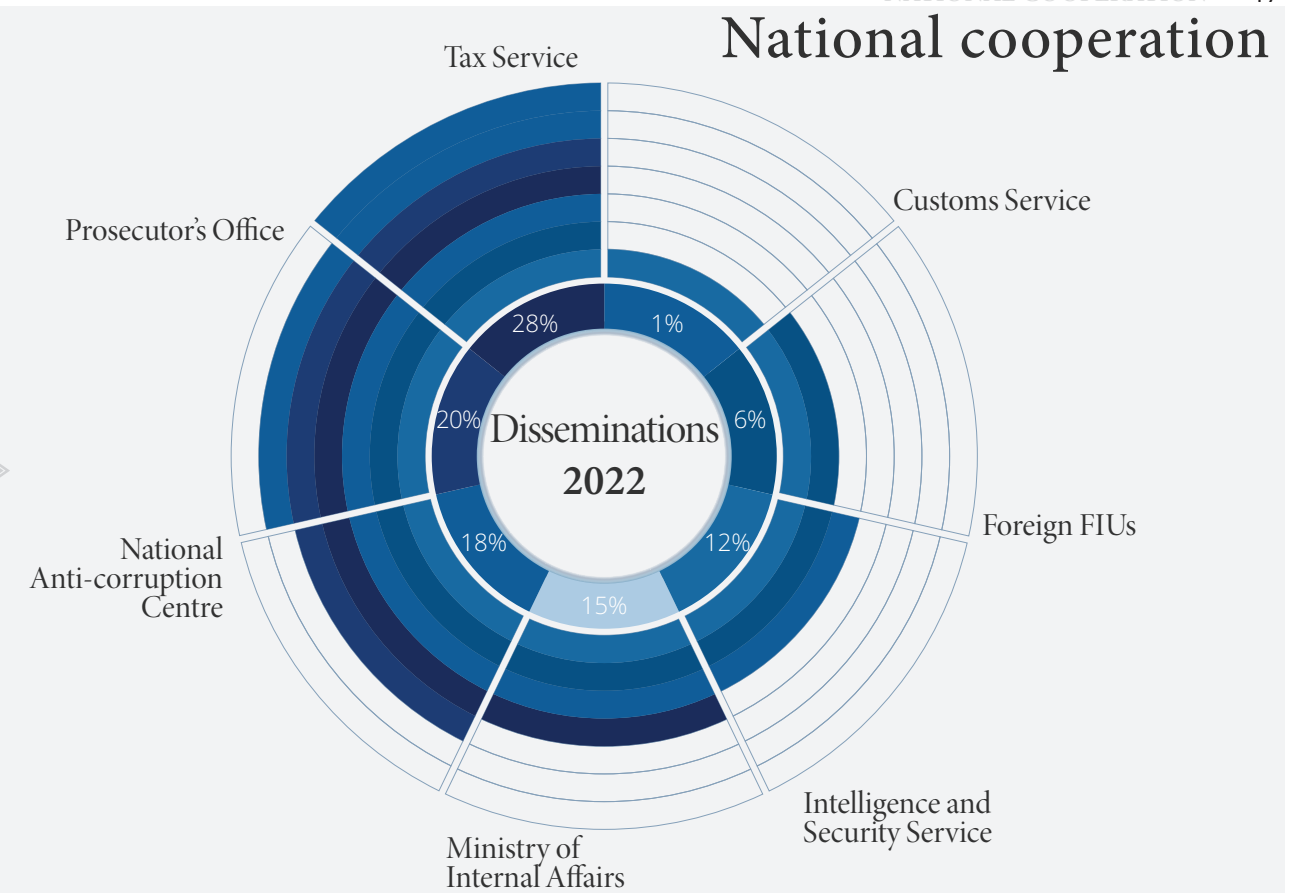 National cooperation
Tax Service
Customs Service
Prosecutor’s Office
28%
1%
20%
6%
Disseminations
2022
Foreign FIUs
National
Anti-corruption
Centre
18%
12%
15%
Intelligence and
Security Service
Ministry of
Internal Affairs